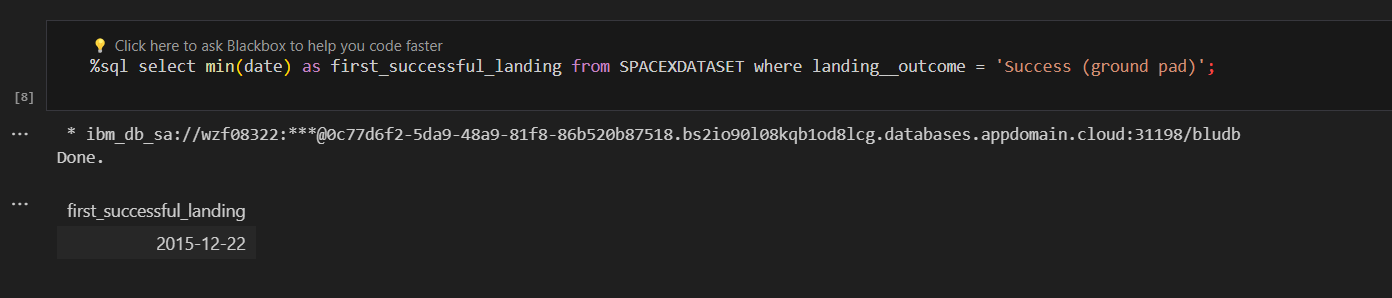 Click here to ask Blackbox to help you code faster
%sql select min(date) as first_successful_landing from SPACEXDATASET where landing__outcome = 'Success (ground pad)';
[8]
* ibm_db_sa://wzf08322:***@0c77d6f2-5da9-48a9-81f8-86b520b87518.bs2io90l08kqb1od8lcg.databases.appdomain.cloud:31198/bludb
Done.
first_successful_landing
2015-12-22